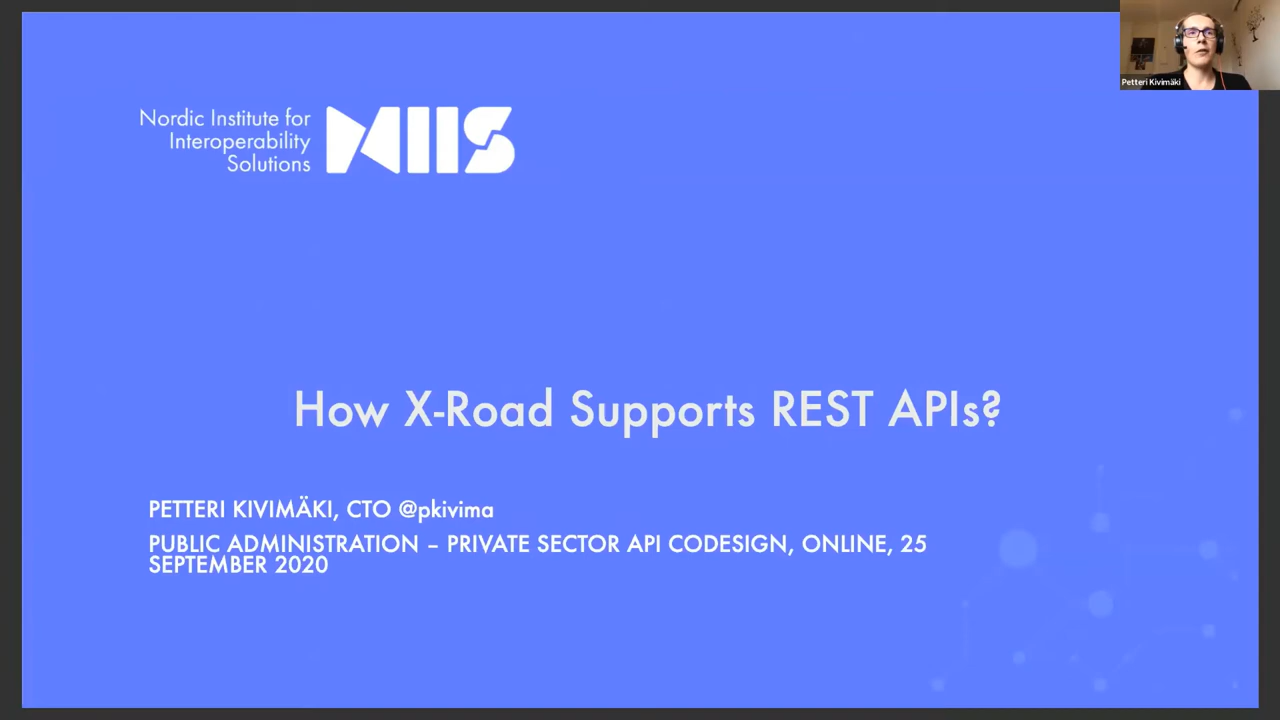 Nordic Institute for
Interoperability
Solutions
NIIS
Petteri Kivimäki
How X-Road Supports REST APIs?
PETTERI KIVIMÄKI, CTO @pkivima
PUBLIC ADMINISTRATION – PRIVATE SECTOR API CODESIGN, ONLINE, 25
SEPTEMBER 2020